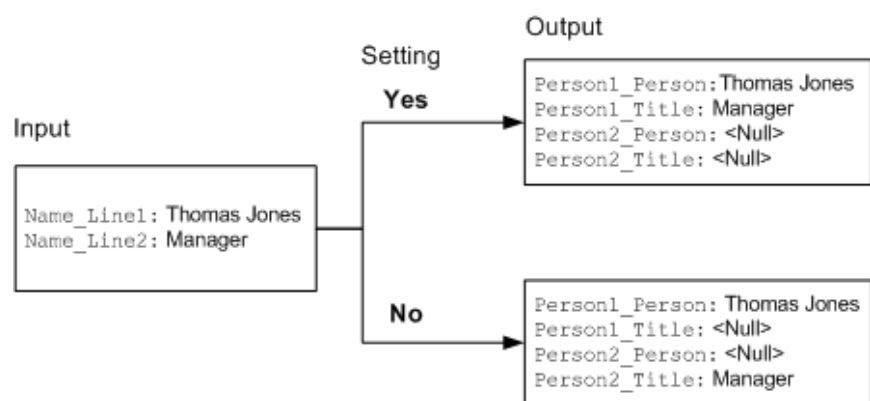 Input
Name_Line1: Thomas Jones
Name_Line2: Manager
Setting
Yes
No
Output
Person1_Person: Thomas Jones
Person1_Title: Manager
Person2_Person: <Null>
Person2_Title: <Null>
Person1_Person: Thomas Jones
Person1_Title: <Null>
Person2_Person: <Null>
Person2_Title: Manager